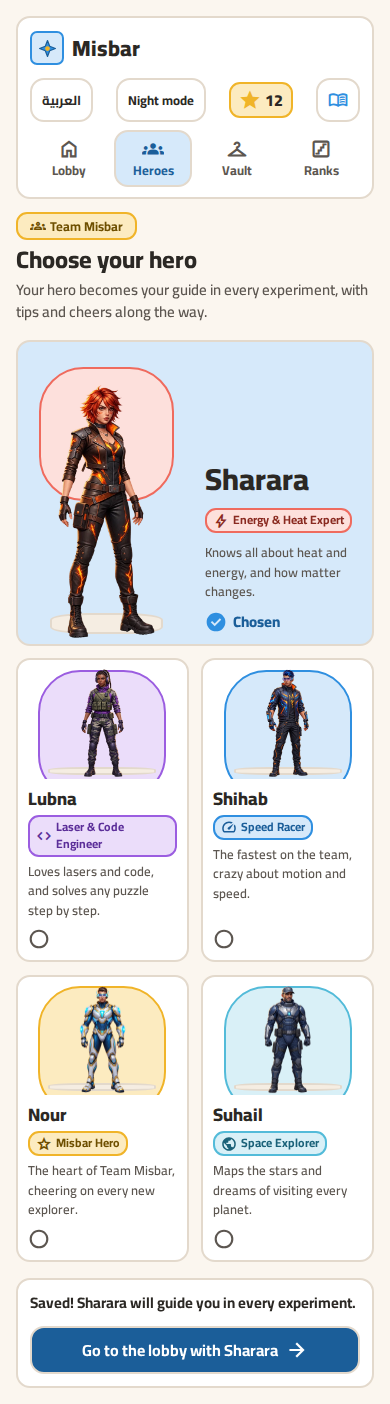 Misbar
العربية
Night mode
12
Lobby
Heroes
Vault
Ranks
Team Misbar
Choose your hero
Your hero becomes your guide in every experiment, with
tips and cheers along the way.
Sharara
Energy & Heat Expert
Knows all about heat and
energy, and how matter
changes.
Chosen
Lubna
Laser & Code
Engineer
Loves lasers and code,
and solves any puzzle
step by step.
Shihab
Speed Racer
The fastest on the team,
crazy about motion and
speed.
Nour
Misbar Hero
The heart of Team Misbar,
cheering on every new
explorer.
Suhail
Space Explorer
Maps the stars and
dreams of visiting every
planet.
Saved! Sharara will guide you in every experiment.
Go to the lobby with Sharara